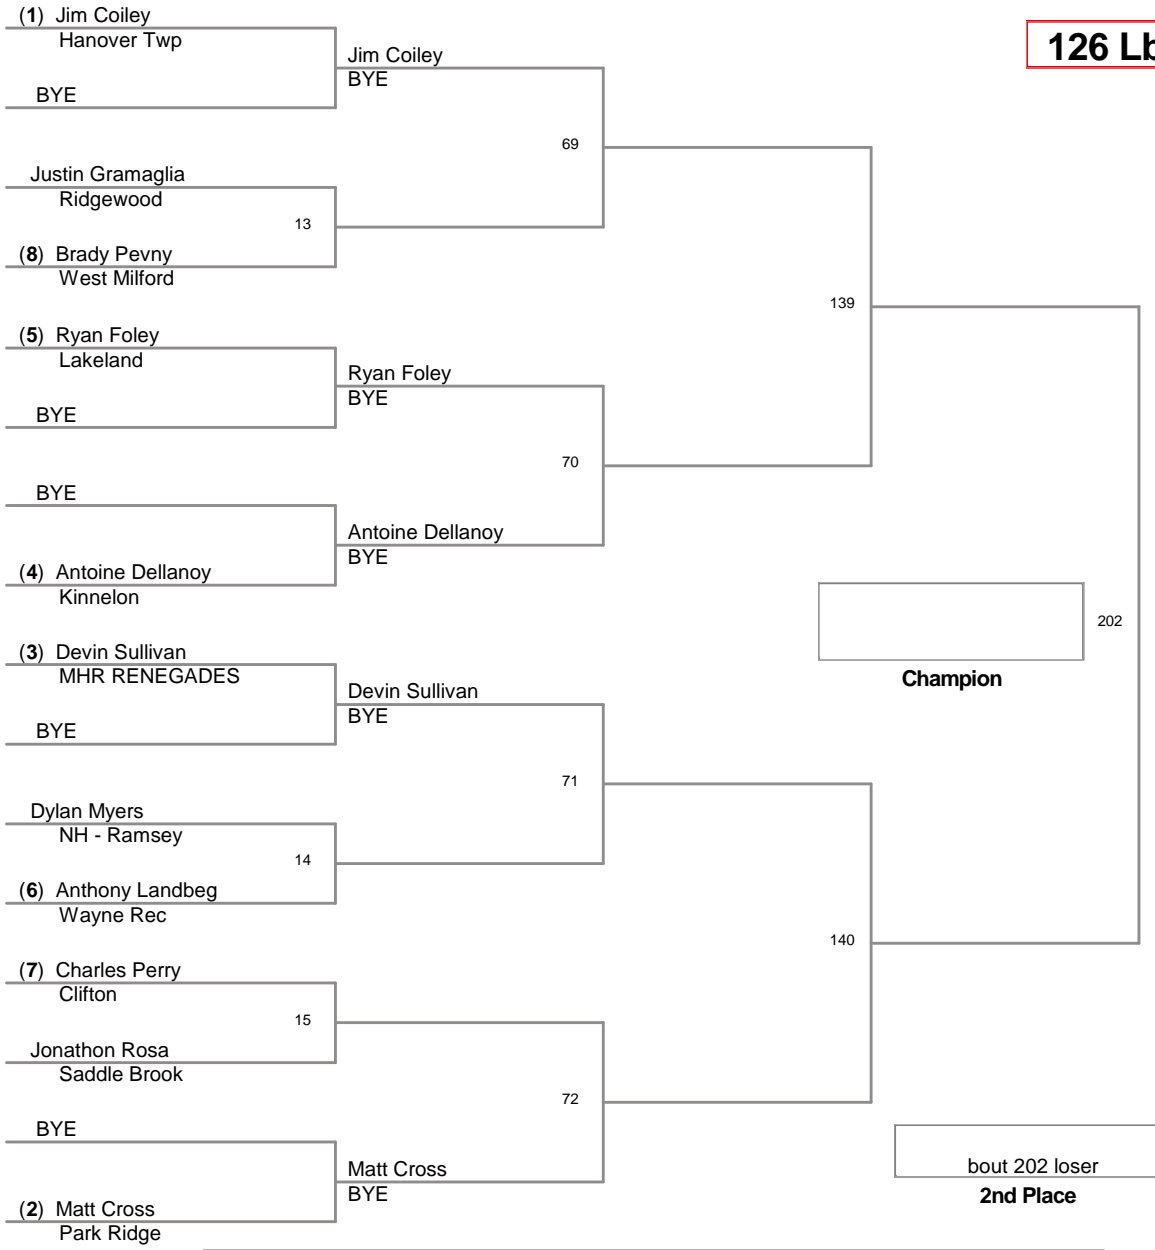 (1) Jim Coiley
Hanover Twp
Jim Coiley
126 Lb
BYE
BYE
69
Justin Gramaglia
Ridgewood
13
(8) Brady Pevny
West Milford
139
(5) Ryan Foley
Lakeland
Ryan Foley
BYE
BYE
70
BYE
Antoine Dellanoy
BYE
(4) Antoine Dellanoy
Kinnelon
202
(3) Devin Sullivan
MHR RENEGADES
Champion
Devin Sullivan
BYE
BYE
71
Dylan Myers
NH - Ramsey
14
(6) Anthony Landbeg
Wayne Rec
140
(7) Charles Perry
Clifton
15
Jonathon Rosa
Saddle Brook
72
BYE
Matt Cross
bout 202 loser
BYE
2nd Place
(2) Matt Cross
Park Ridge